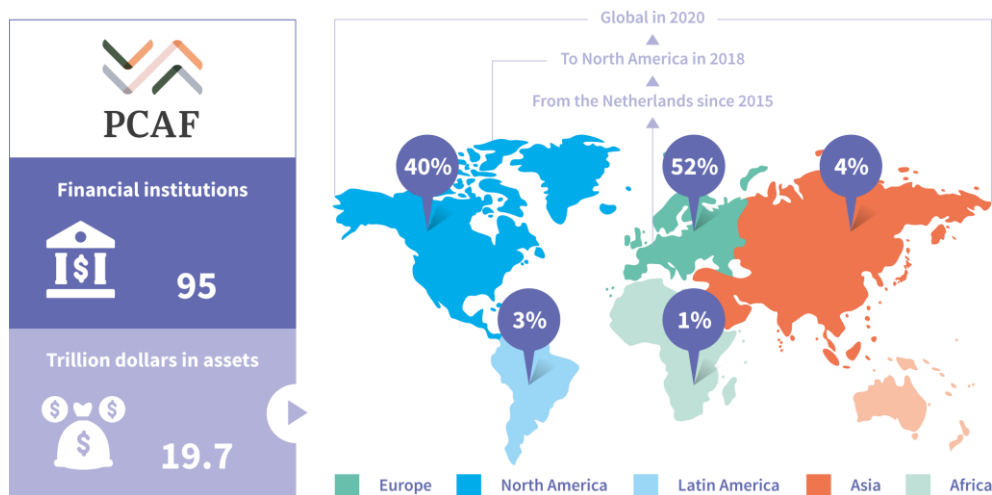 PCAF
Financial institutions
$
95
Trillion dollars in assets
$ $
$
19.7
Global in 2020
To North America in 2018
From the Netherlands since 2015
40%
52%
4%
3%
1%
Europe
North America
Latin America
Asia
Africa